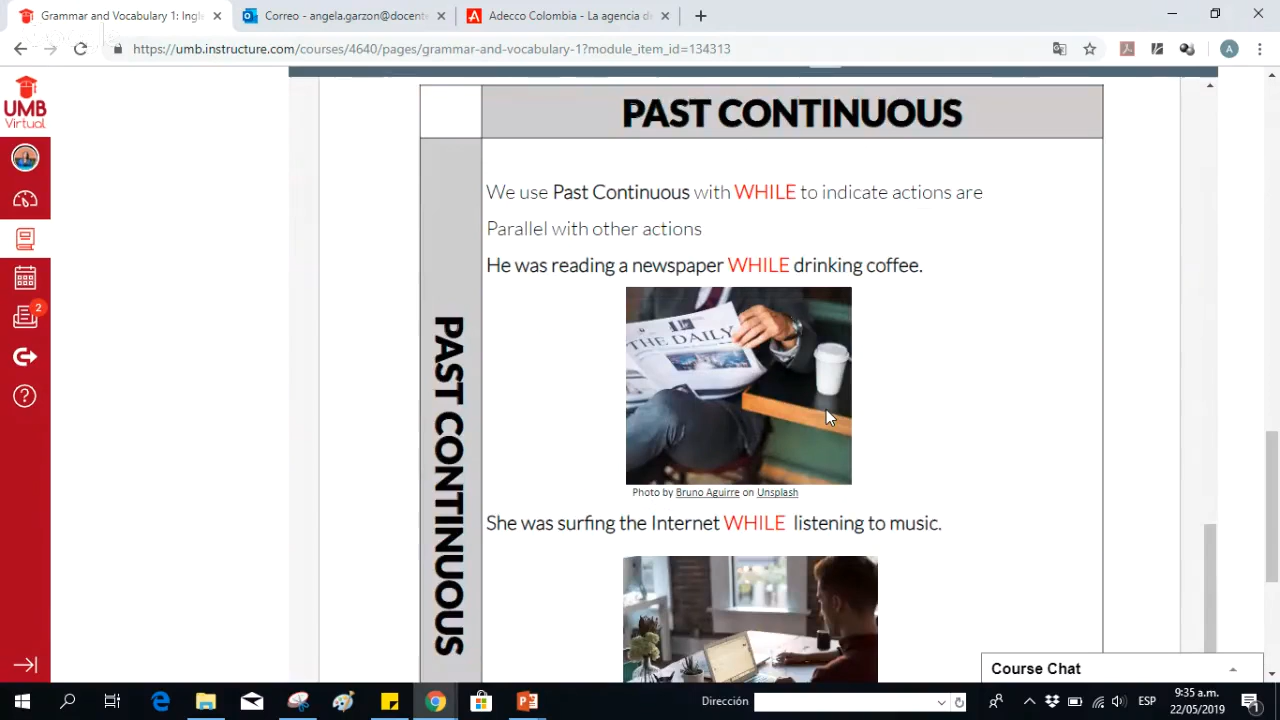 Grammar and Vocabulary 1: Ingl
Correo - angela.garzon@docente
Adecco Colombia - La agencia de
https://umb.instructure.com/courses/4640/pages/grammar-and-vocabulary-1?module_item_id=134313
A
UMB
Virtual
2
PAST CONTINUOUS
PAST CONTINUOUS
We use Past Continuous with WHILE to indicate actions are
Parallel with other actions
He was reading a newspaper WHILE drinking coffee.
THE DAILY
Photo by Bruno Aguirre on Unsplash
She was surfing the Internet WHILE listening to music.
Course Chat
Dirección
ESP
9:35 a.m.
22/05/2019
1